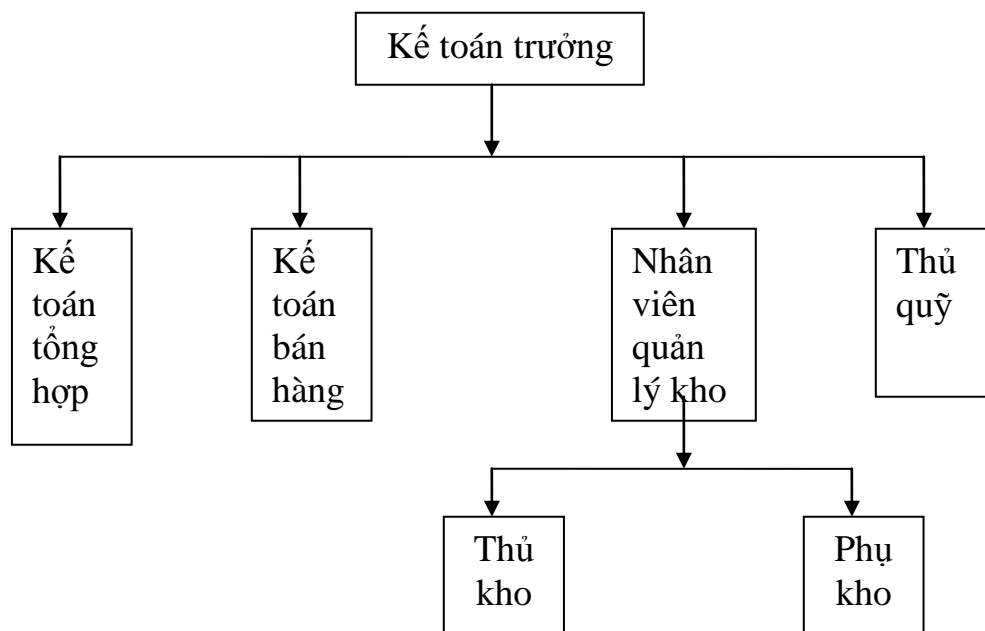 Kế toán trưởng
Kế
toán
tổng
hợp
Kế
toán
bán
hàng
Nhân
viên
quản
lý kho
Thủ
quỹ
Thủ
kho
Phụ
kho